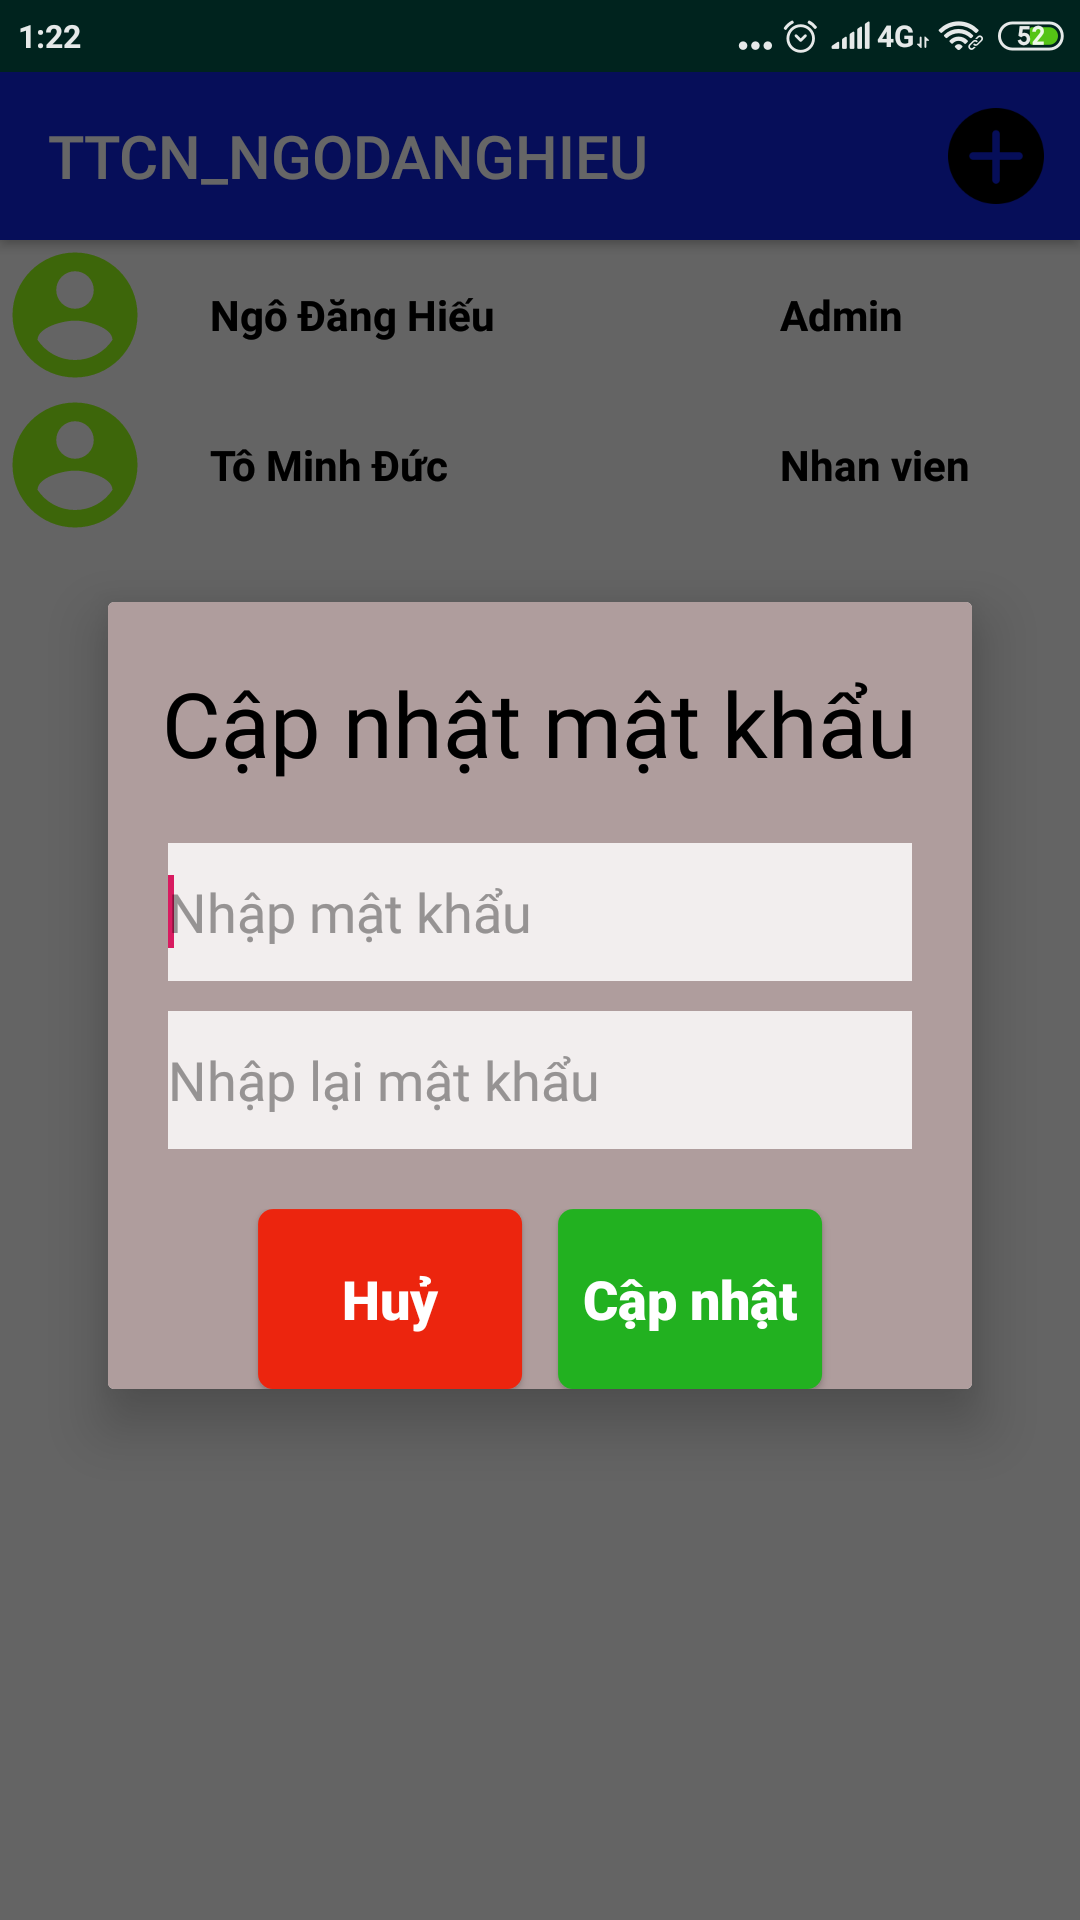 1:22
4G
52
TTCN_NGODANGHIEU
Ngô Đăng Hiếu Admin
Tô Minh Đức Nhan vien
Cập nhật mật khẩu
Nhập mật khẩu
Nhập lại mật khẩu
Huỷ Cập nhật